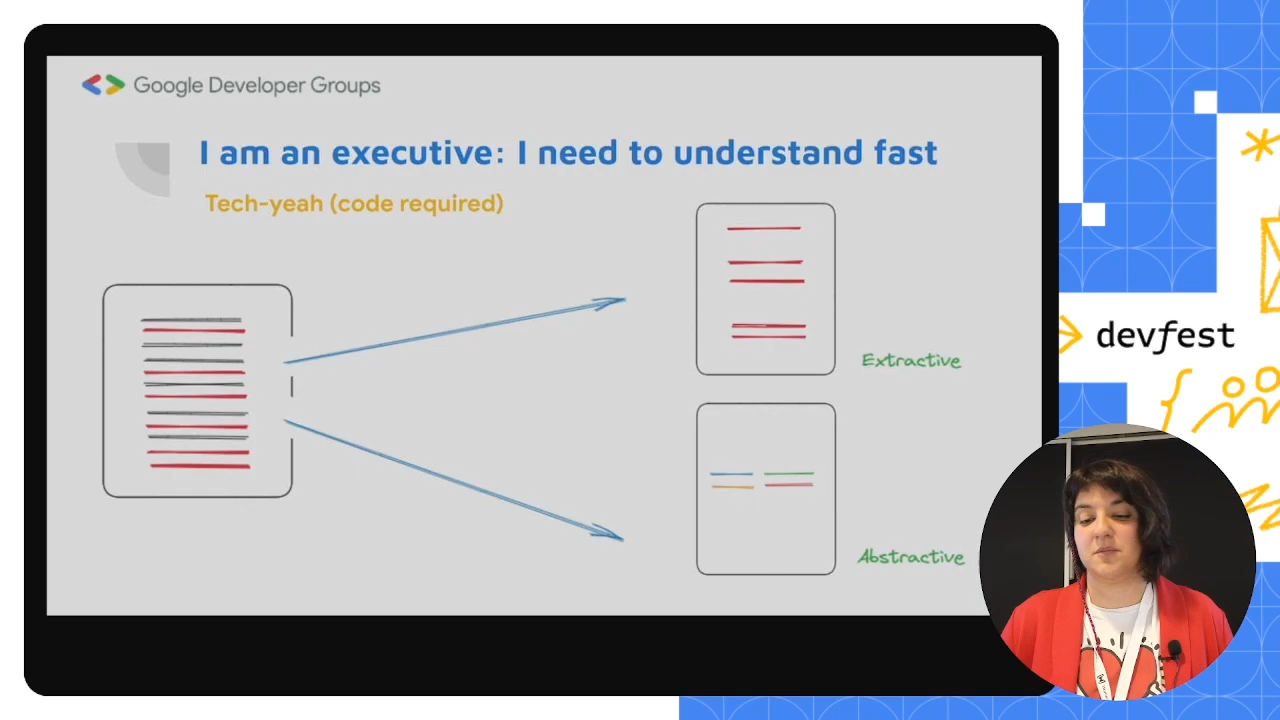 Google Developer Groups
I am an executive: I need to understand fast
Tech-yeah (code required)
Extractive
Abstractive
devfest